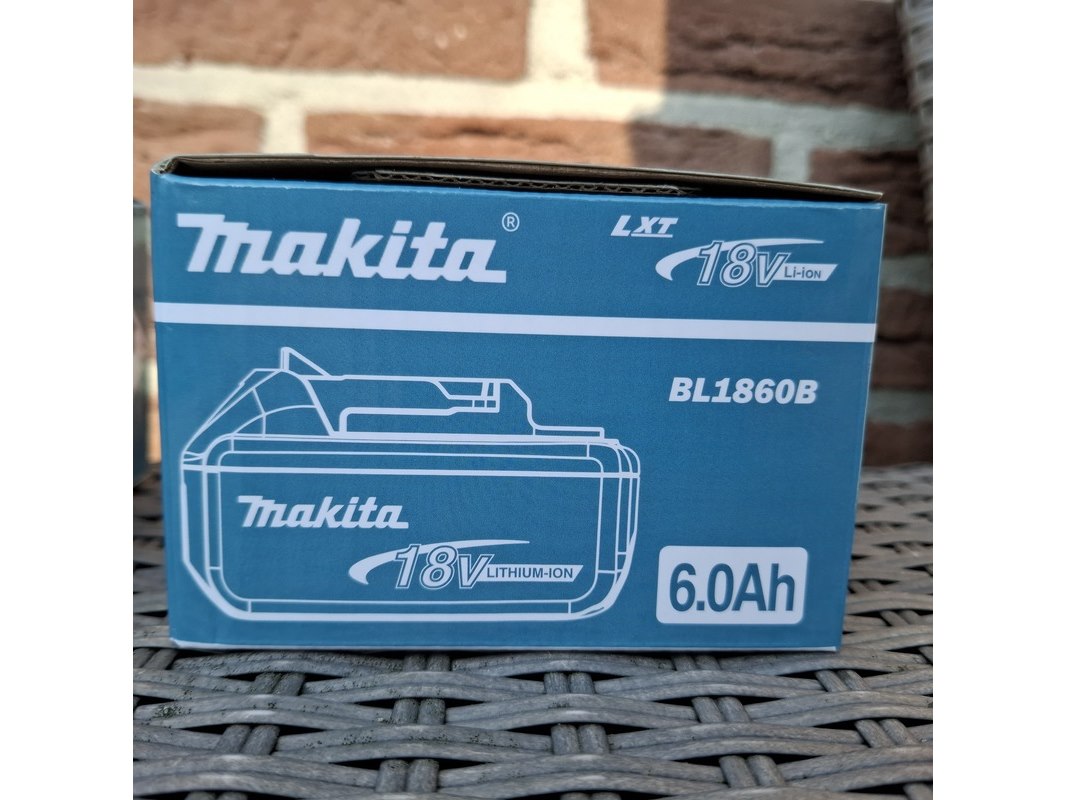 makita®
LXT
18V Li-ion
BL1860B
makita
18V LITHIUM-ION
6.0Ah